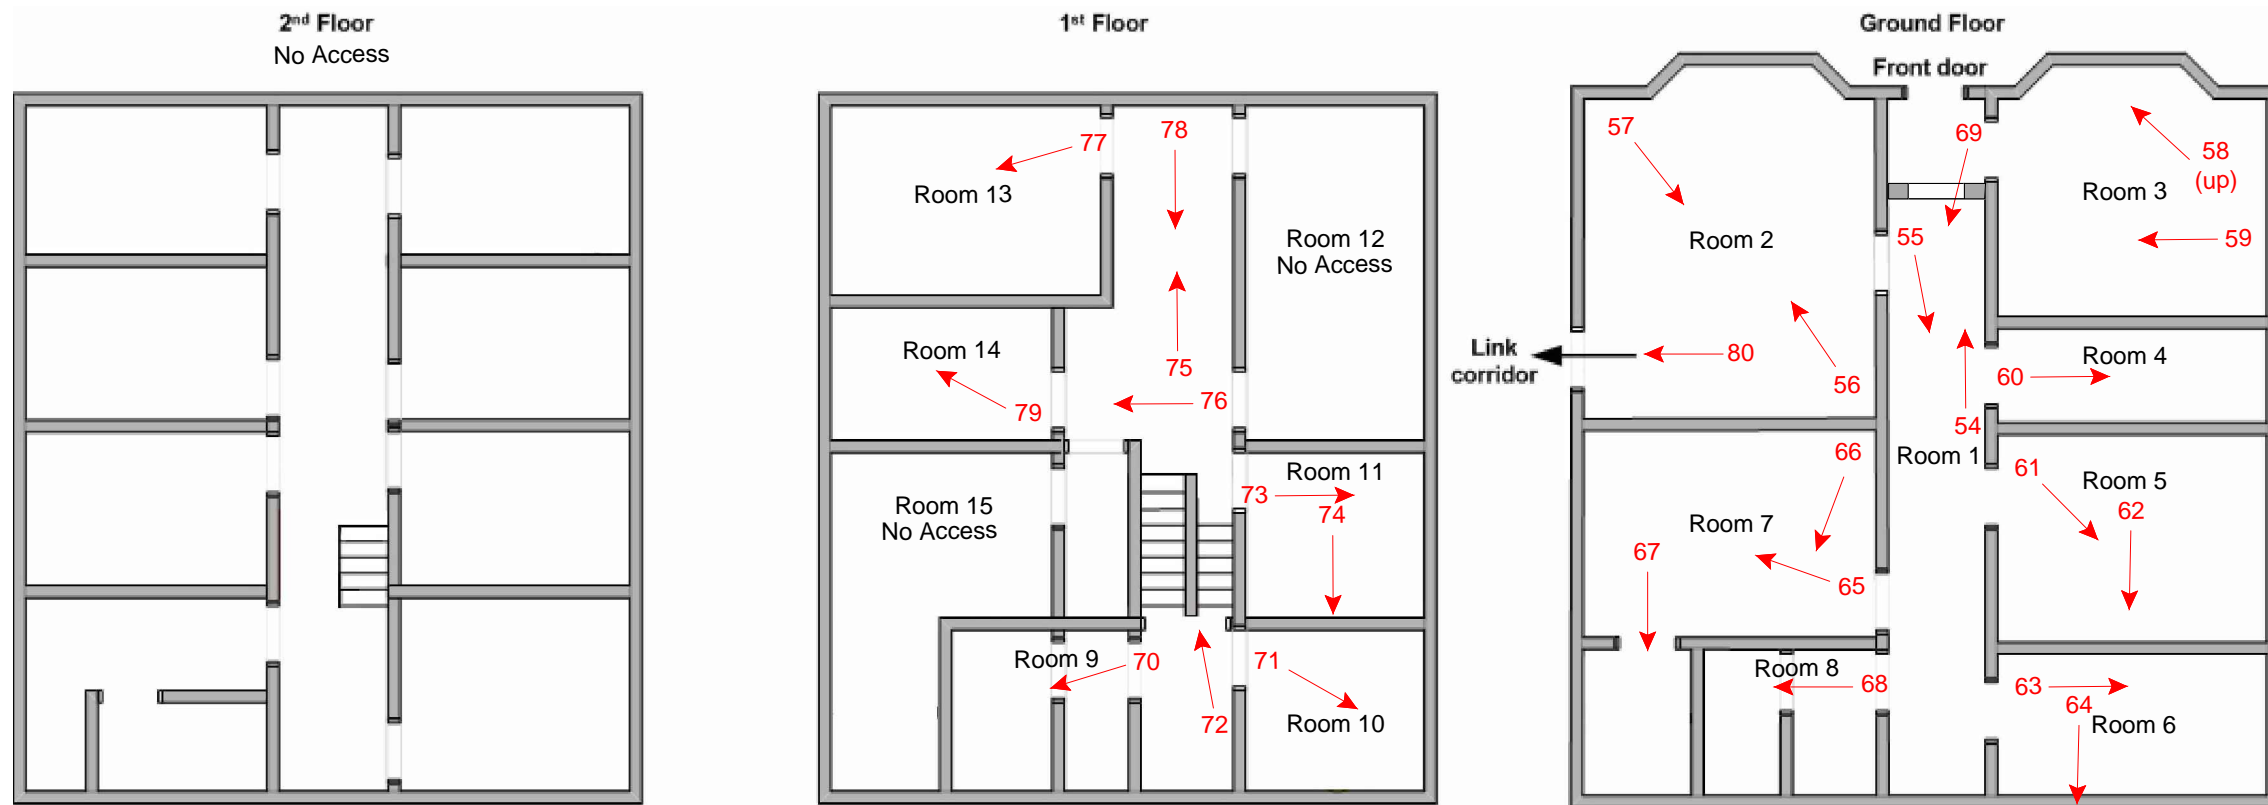 2nd Floor
No Access
1st Floor
77
78
Room 13
Room 12
No Access
Room 14
75
76
79
Room 15
No Access
Room 11
73
74
Room 9
70
71
72
Room 10
Ground Floor
Front door
57
69
58
(up)
Room 3
55
59
Room 2
Link
corridor
80
56
60
Room 4
54
66
Room 1
61
Room 5
62
Room 7
67
65
Room 8
68
63
64
Room 6